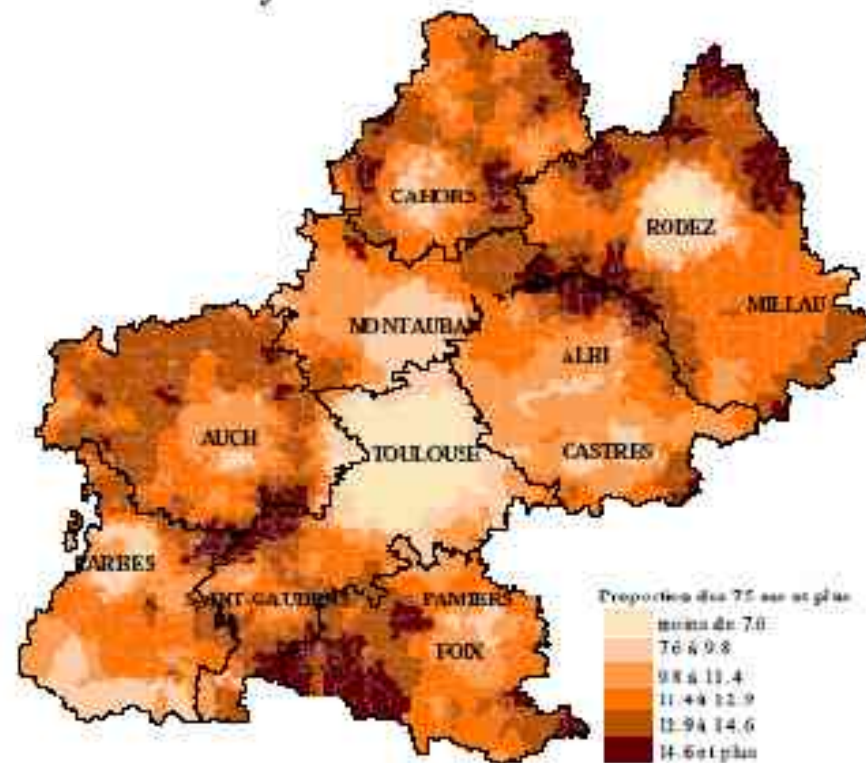 CAHORS
RODEZ
MILLAU
MONTAUBAN
ALBI
AUCH
TOULOUSE
CASTRES
TARBES
SAINT-GAUDENS
PAMIERS
FOIX
Proportion des 75 ans et plus
moins de
7.6 à 9.8
9.8 à 11.4
11.4 à 12.9
12.9 à 14.6
14.6 et plus